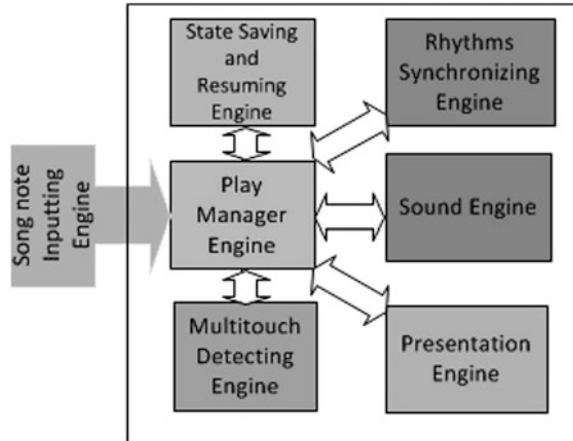 State Saving
and
Resuming
Engine
Rhythms
Synchronizing
Engine
Song note
Inputting
Engine
Play
Manager
Engine
Sound Engine
Multitouch
Detecting
Engine
Presentation
Engine